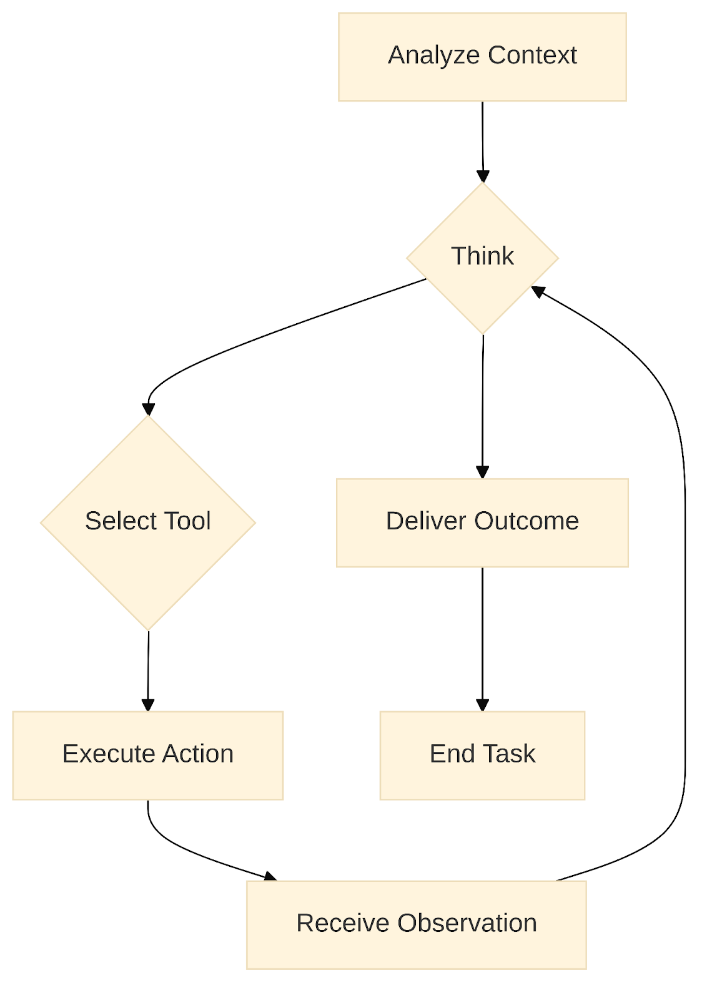 Analyze Context
Think
Select Tool
Deliver Outcome
Execute Action
End Task
Receive Observation